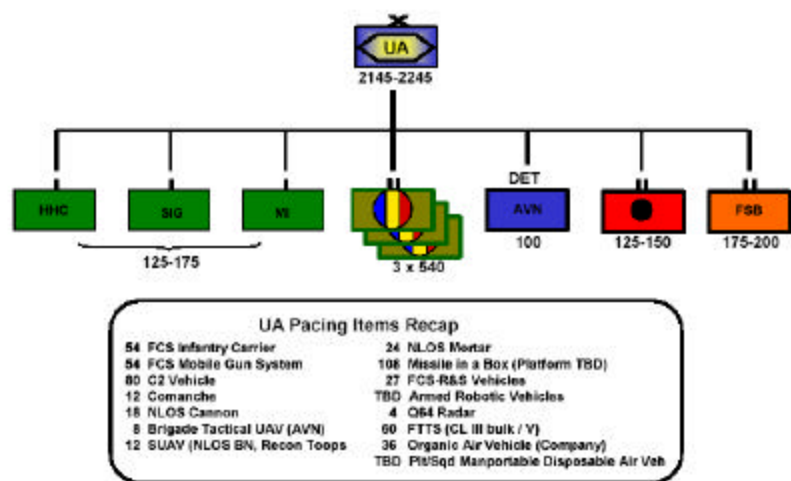 UA
2145-2245
DET
HHC
SIG
MI
AVN
FSB
125-175
3 x 540
100
125-150
175-200
UA Pacing Items Recap
54 FCS Infantry Carrier
54 FCS Mobile Gun System
80 C2 Vehicle
12 Comanche
18 NLOS Cannon
8 Brigade Tactical UAV (AVN)
12 SUAV (NLOS BN, Recon Toops
24 NLOS Mortar
108 Missile in a Box (Platform TBD)
27 FCS-R&S Vehicles
TBD Armed Robotic Vehicles
4 Q64 Radar
60 FTTS (CL III bulk / V)
36 Organic Air Vehicle (Company)
TBD Plt/Sqd Manportable Disposable Air Veh